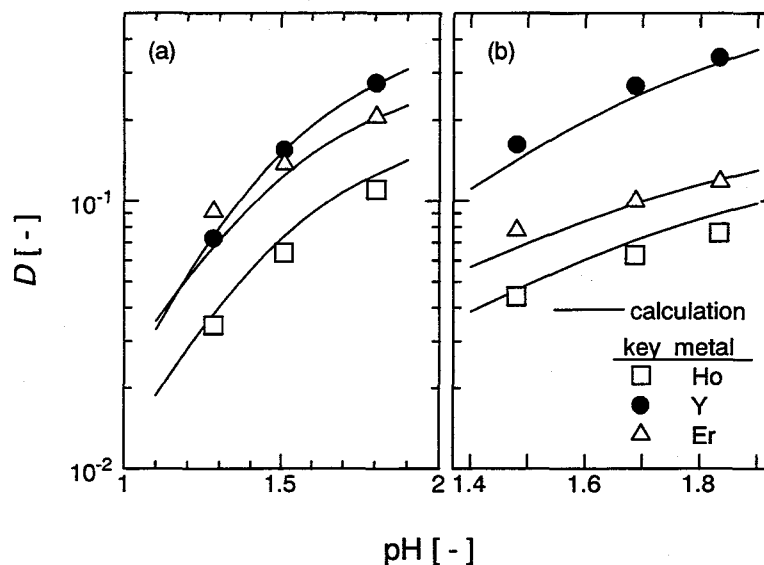 (a)
(b)
10⁻¹
10⁻²
D [ - ]
calculation
key metal
Ho
Y
Er
1
1.5
2
1.4
1.6
1.8
pH [ - ]